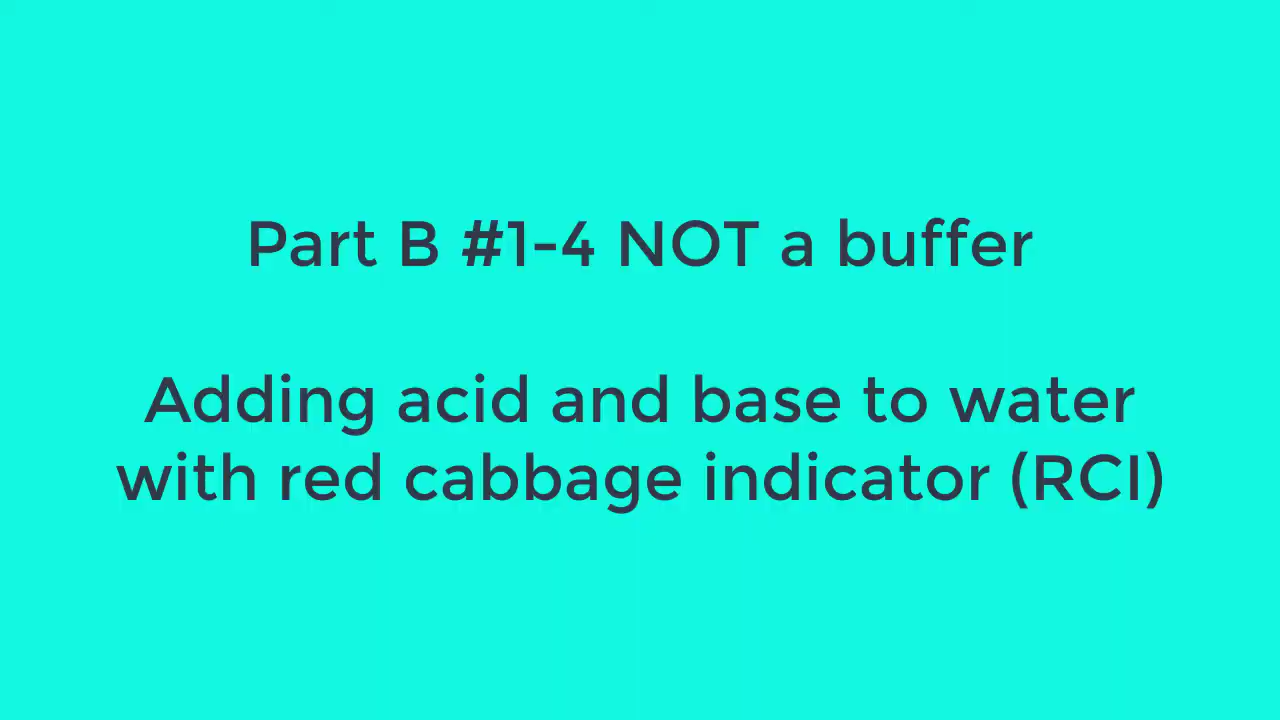 Part B #1-4 NOT a buffer
Adding acid and base to water
with red cabbage indicator (RCI)